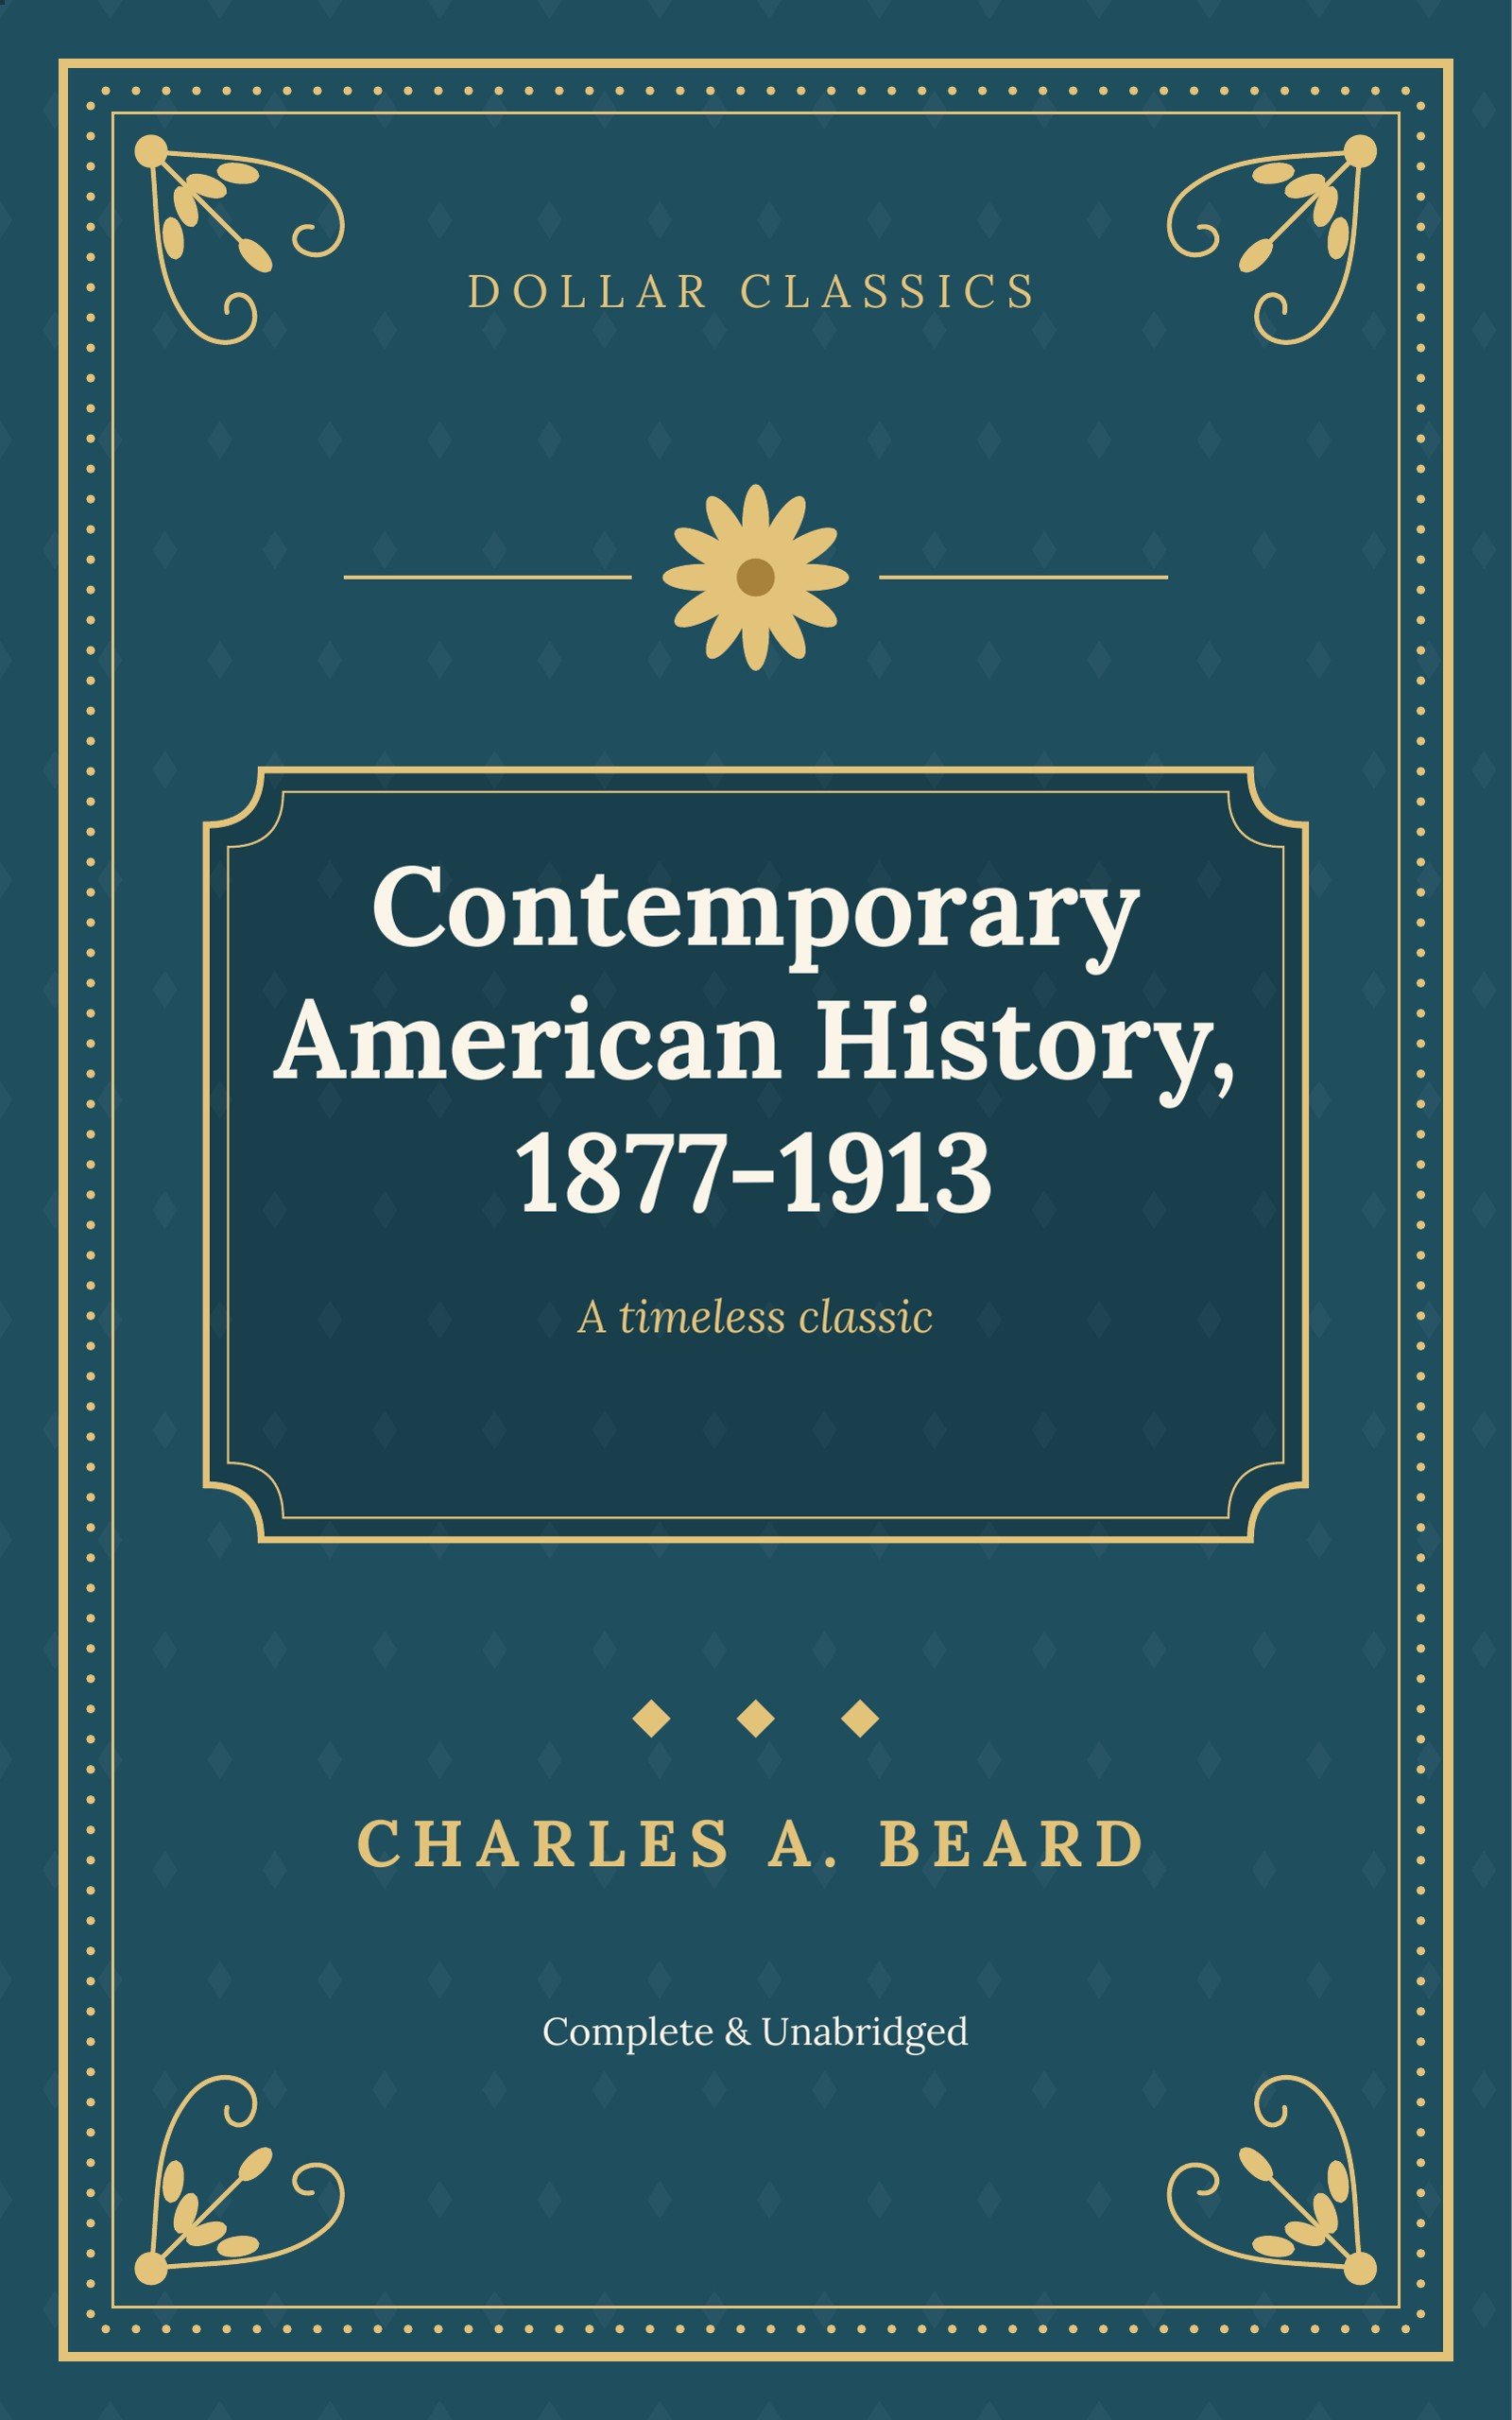 DOLLAR CLASSICS
Contemporary
American History,
1877–1913
A timeless classic
CHARLES A. BEARD
Complete & Unabridged